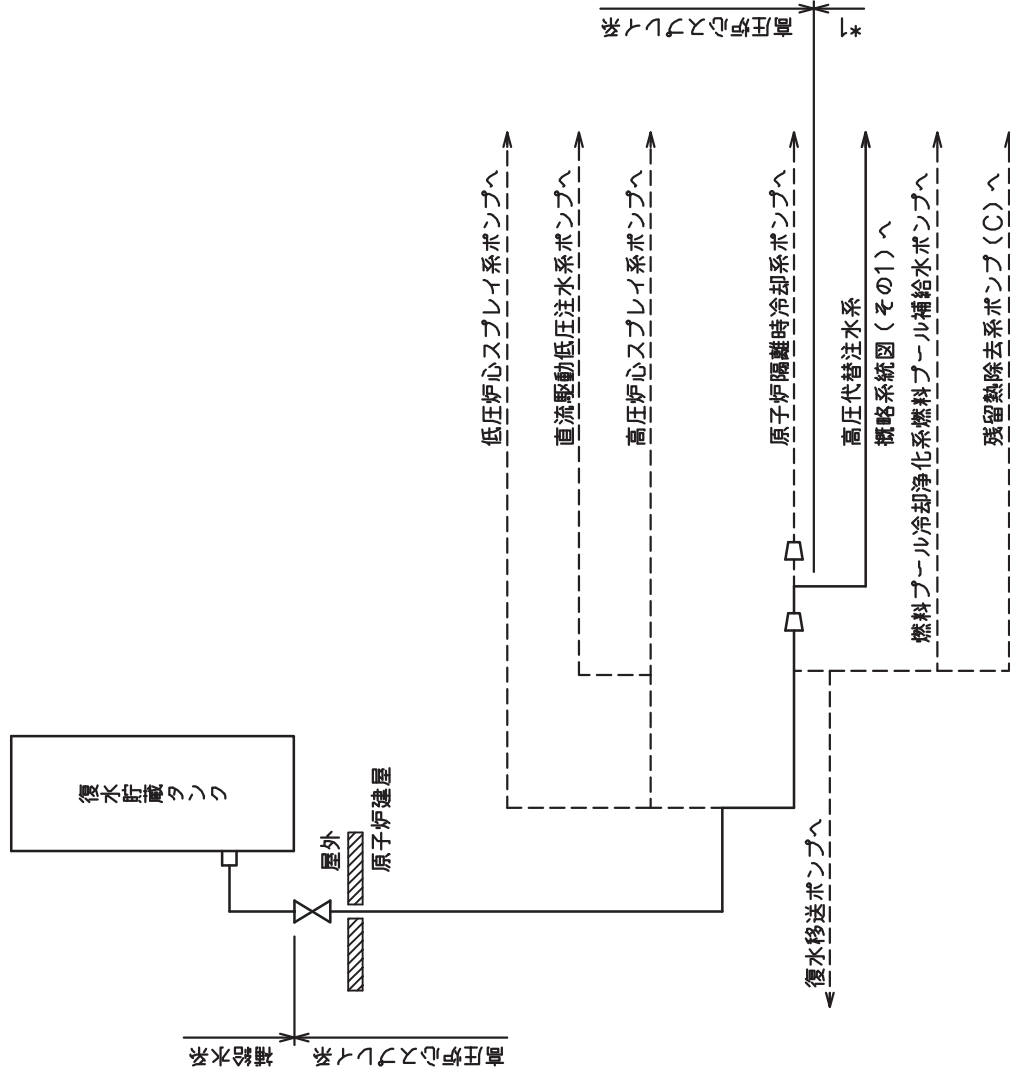 復水貯蔵タンク
屋外
原子炉建屋
補給水系
高圧炉心スプレイ系
低圧炉心スプレイ系ポンプへ
直流駆動低圧注水系ポンプへ
高圧炉心スプレイ系ポンプへ
原子炉隔離時冷却系ポンプへ
高圧代替注水系
概略系統図（その1）へ
燃料プール冷却浄化系燃料プール補給水ポンプへ
残留熱除去系ポンプ（C）へ
復水移送ポンプへ
高圧炉心スプレイ系
*1